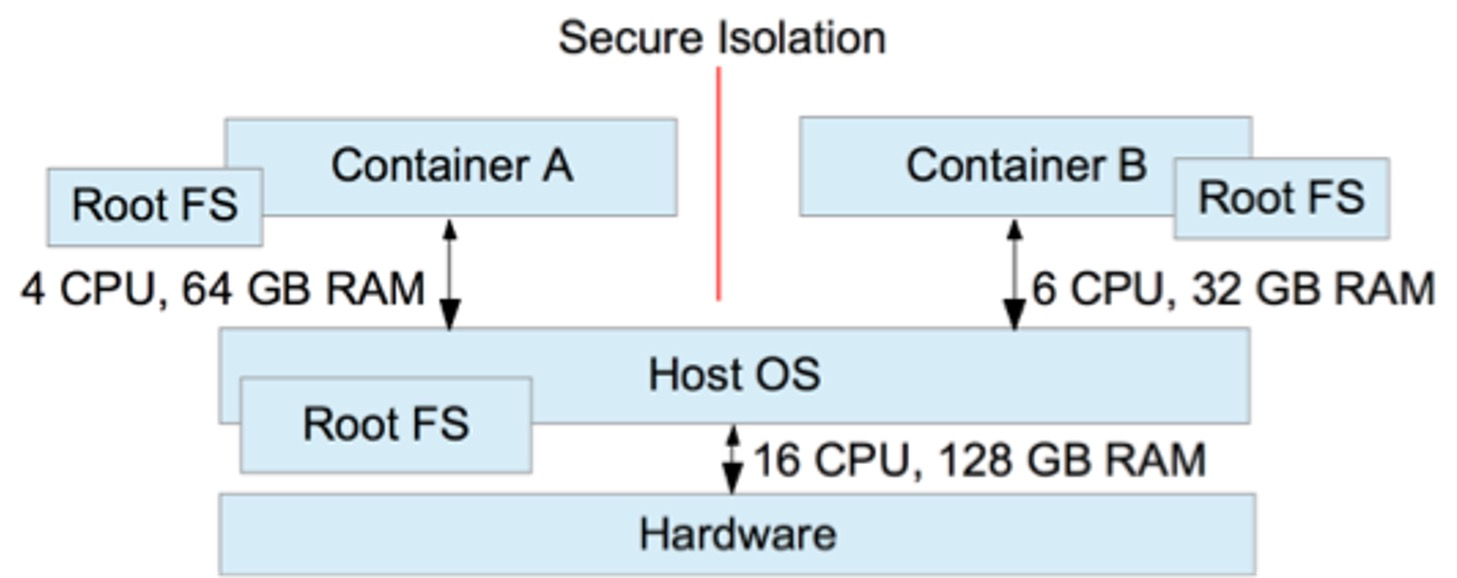 Secure Isolation
Container A
Container B
Root FS
Root FS
4 CPU, 64 GB RAM
6 CPU, 32 GB RAM
Host OS
Root FS
16 CPU, 128 GB RAM
Hardware